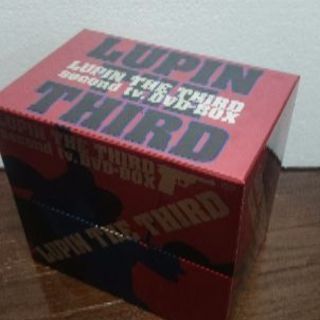 LUPIN
LUPIN THE THIRD
second tv. DVD-BOX
THIRD
LUPIN THE THIRD
second tv. DVD-BOX
LUPIN THE THIRD